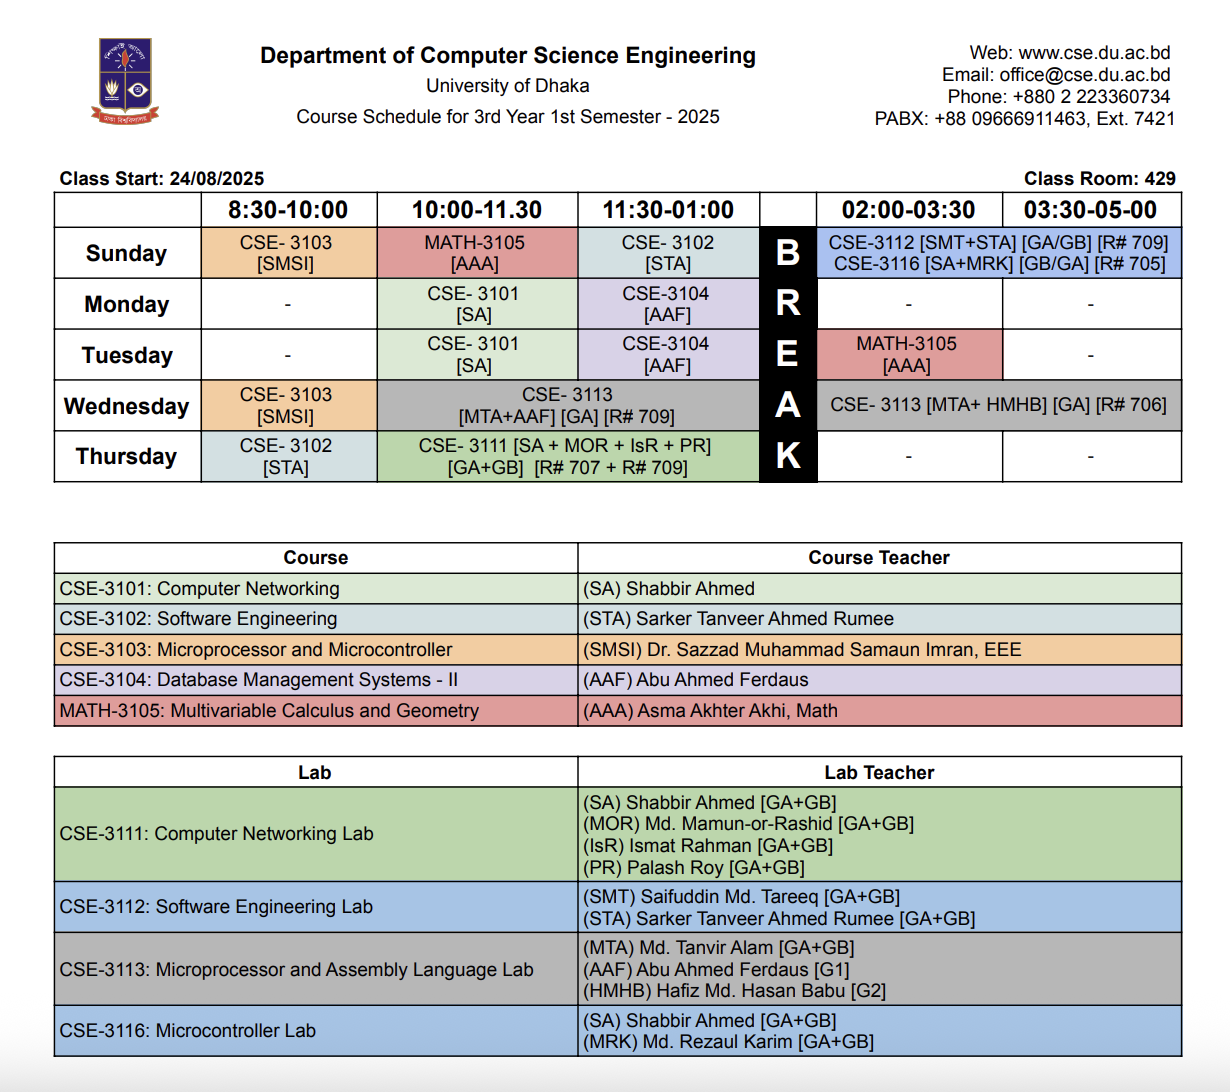 Department of Computer Science Engineering
University of Dhaka
Course Schedule for 3rd Year 1st Semester - 2025
Web: www.cse.du.ac.bd
Email: office@cse.du.ac.bd
Phone: +880 2 223360734
PABX: +88 09666911463, Ext. 7421
Class Start: 24/08/2025
Class Room: 429
8:30-10:00 10:00-11.30 11:30-01:00 02:00-03:30 03:30-05-00
Sunday
CSE- 3103
[SMSI]
MATH-3105
[AAA]
CSE- 3102
[STA]
B
CSE-3112 [SMT+STA] [GA/GB] [R# 709]
CSE-3116 [SA+MRK] [GB/GA] [R# 705]
Monday
-
CSE- 3101
[SA]
CSE-3104
[AAF]
R
-
-
Tuesday
-
CSE- 3101
[SA]
CSE-3104
[AAF]
E
MATH-3105
[AAA]
-
Wednesday
CSE- 3103
[SMSI]
CSE- 3113
[MTA+AAF] [GA] [R# 709]
A
CSE- 3113 [MTA+ HMHB] [GA] [R# 706]
Thursday
CSE- 3102
[STA]
CSE- 3111 [SA + MOR + IsR + PR]
[GA+GB] [R# 707 + R# 709]
K
-
-
Course Course Teacher
CSE-3101: Computer Networking (SA) Shabbir Ahmed
CSE-3102: Software Engineering (STA) Sarker Tanveer Ahmed Rumee
CSE-3103: Microprocessor and Microcontroller (SMSI) Dr. Sazzad Muhammad Samaun Imran, EEE
CSE-3104: Database Management Systems - II (AAF) Abu Ahmed Ferdaus
MATH-3105: Multivariable Calculus and Geometry (AAA) Asma Akhter Akhi, Math
Lab Lab Teacher
CSE-3111: Computer Networking Lab
(SA) Shabbir Ahmed [GA+GB]
(MOR) Md. Mamun-or-Rashid [GA+GB]
(IsR) Ismat Rahman [GA+GB]
(PR) Palash Roy [GA+GB]
CSE-3112: Software Engineering Lab
(SMT) Saifuddin Md. Tareeq [GA+GB]
(STA) Sarker Tanveer Ahmed Rumee [GA+GB]
CSE-3113: Microprocessor and Assembly Language Lab
(MTA) Md. Tanvir Alam [GA+GB]
(AAF) Abu Ahmed Ferdaus [G1]
(HMHB) Hafiz Md. Hasan Babu [G2]
CSE-3116: Microcontroller Lab
(SA) Shabbir Ahmed [GA+GB]
(MRK) Md. Rezaul Karim [GA+GB]